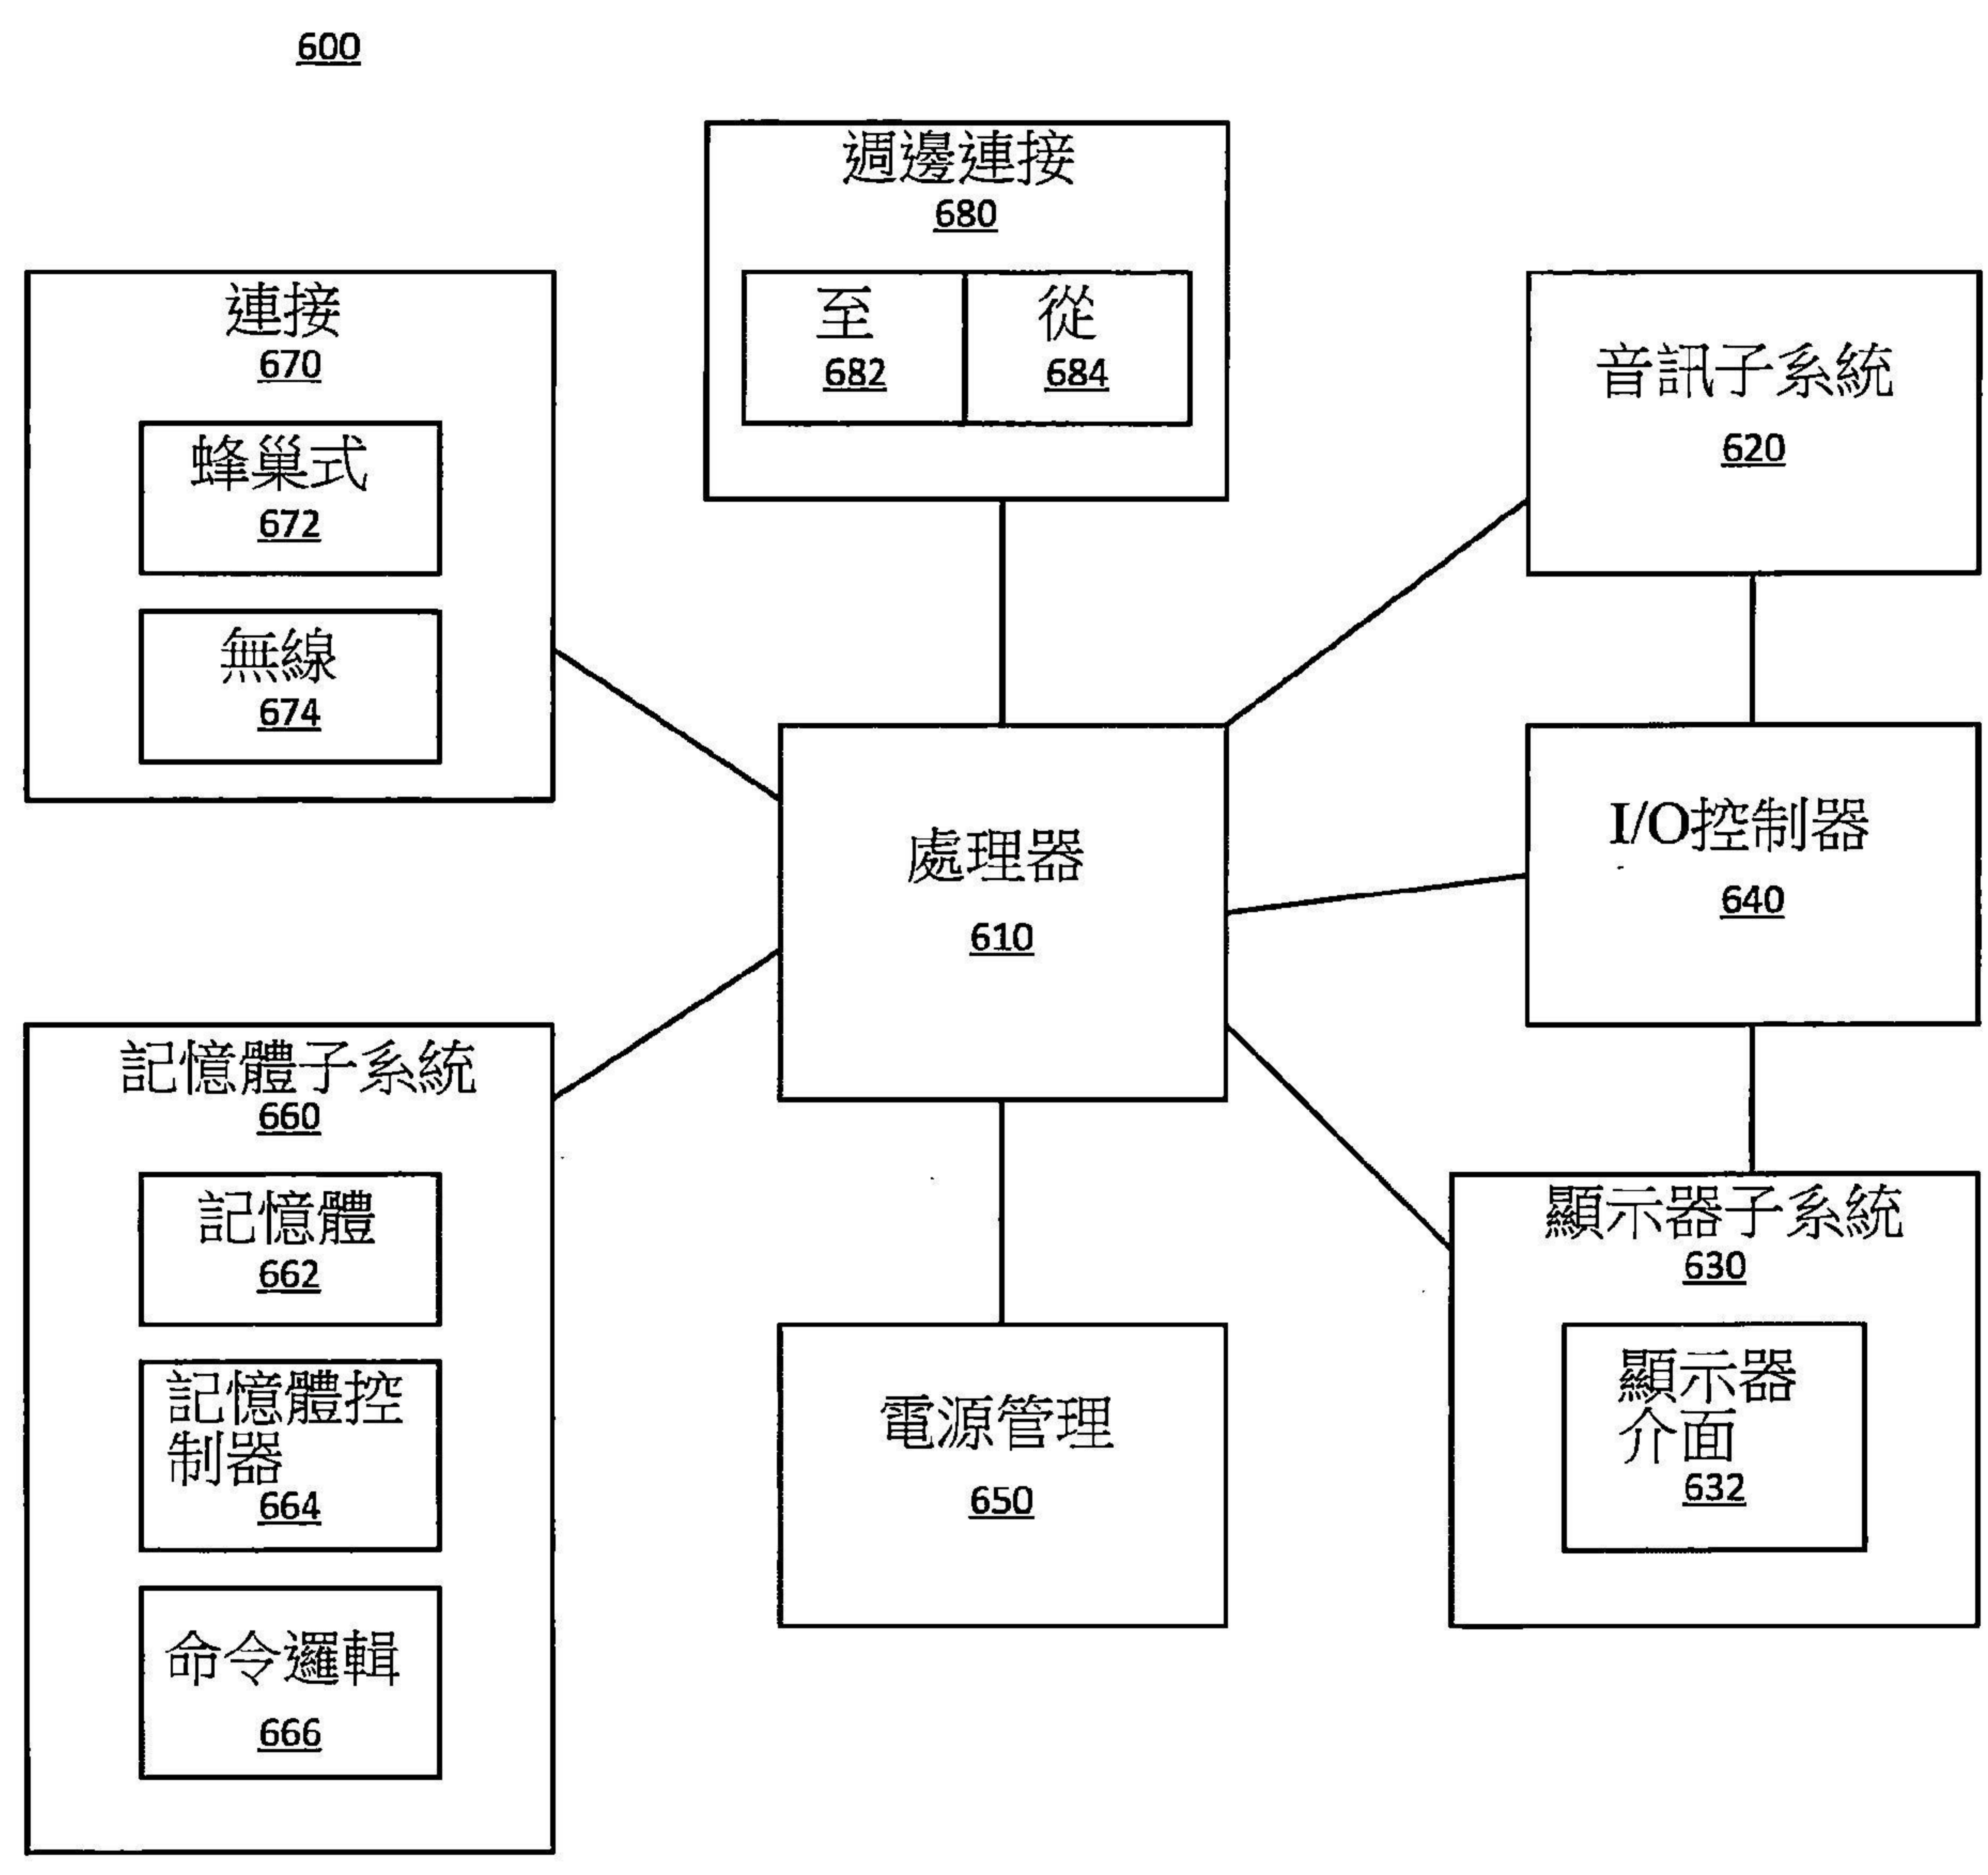 600
週邊連接
680
至
682
從
684
連接
670
蜂巢式
672
無線
674
音訊子系統
620
處理器
610
I/O控制器
640
記憶體子系統
660
記憶體
662
記憶體控
制器
664
命令邏輯
666
電源管理
650
顯示器子系統
630
顯示器
介面
632